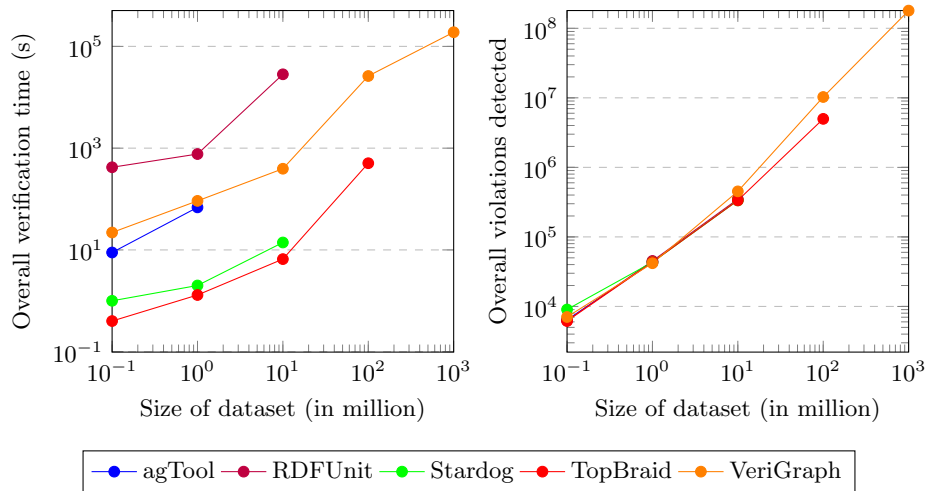 Overall verification time (s)
10^5
10^3
10^1
10^−1
10^−1 10^0 10^1 10^2 10^3
Size of dataset (in million)
Overall violations detected
10^8
10^7
10^6
10^5
10^4
10^−1 10^0 10^1 10^2 10^3
Size of dataset (in million)
agTool RDFUnit Stardog TopBraid VeriGraph